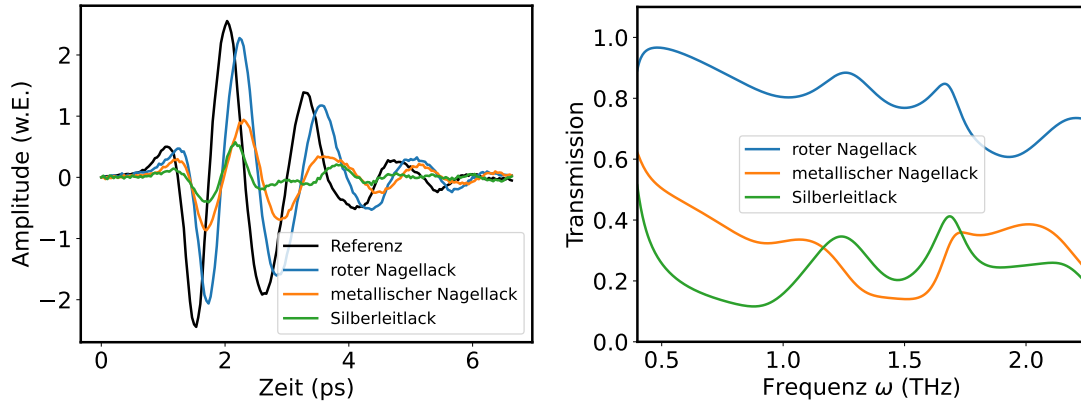 Amplitude (w.E.)
2
1
0
−1
−2
0
2
4
6
Zeit (ps)
Referenz
roter Nagellack
metallischer Nagellack
Silberleitlack
Transmission
1.0
0.8
0.6
0.4
0.2
0.0
0.5
1.0
1.5
2.0
Frequenz ω (THz)
roter Nagellack
metallischer Nagellack
Silberleitlack